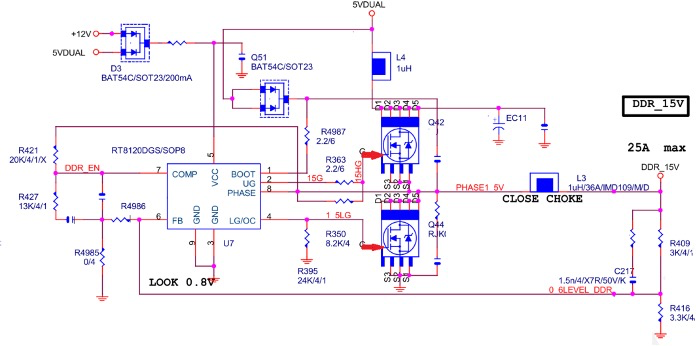 5VDUAL
+12V
5VDUAL
D3
BAT54C/SOT23/200mA
Q51
BAT54C/SOT23
L4
1uH
D1
D2
D3
D4
D5
Q42
EC11
DDR_15V
25A max
DDR_15V
R421
20K/4/1/X
RT8120DGS/SOP8
R4987
2.2/6
R363
2.2/6
DDR_EN
7
COMP
VCC
5
BOOT
UG
PHASE
1
2
8
15G
15HG
G
S3
S2
S1
PHASE1_5V
L3
1uH/36A/IMD109/M/D
CLOSE CHOKE
R427
13K/4/1
R4986
6
FB
GND
GND
LG/OC
4
1_5LG
9
3
U7
R350
8.2K/4
D1
D2
D3
D4
D5
Q44
G
S3
S2
S1
R409
3K/4/1
R4985
0/4
LOOK 0.8V
R395
24K/4/1
C217
1.5n/4/X7R/50V/K
0_6LEVEL_DDR
R416
3.3K/4/